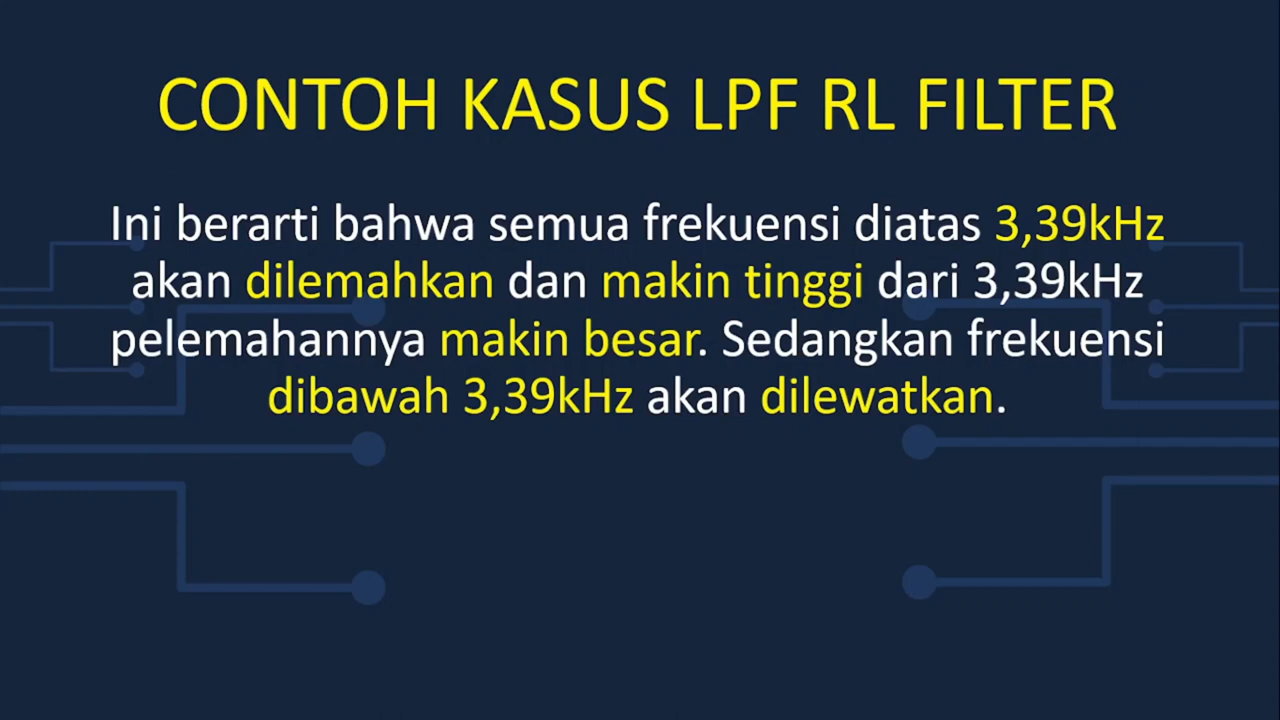 CONTOH KASUS LPF RL FILTER
Ini berarti bahwa semua frekuensi diatas 3,39kHz
akan dilemahkan dan makin tinggi dari 3,39kHz
pelemahannya makin besar. Sedangkan frekuensi
dibawah 3,39kHz akan dilewatkan.